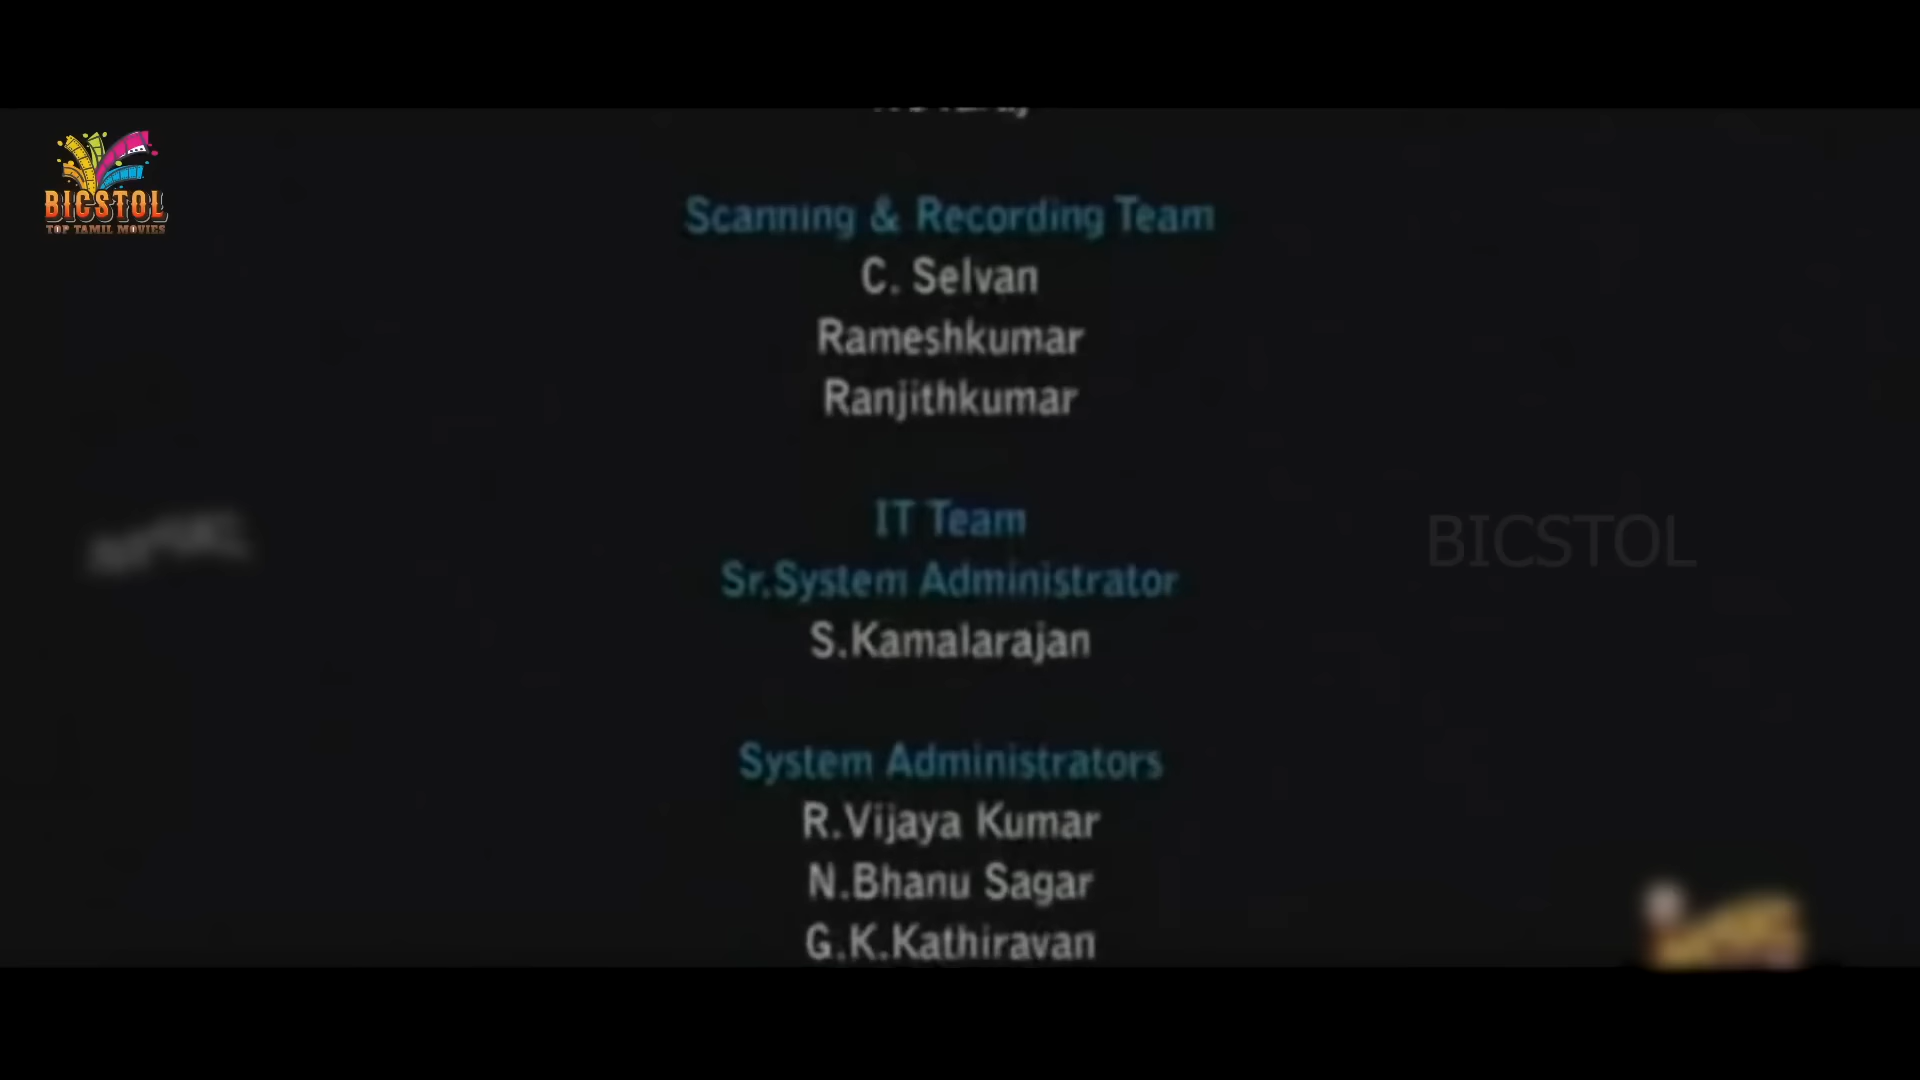 BICSTOL
TOP TAMIL MOVIES
Scanning & Recording Team
C. Selvan
Rameshkumar
Ranjithkumar
IT Team
Sr.System Administrator
S.Kamalarajan
BICSTOL
System Administrators
R.Vijaya Kumar
N.Bhanu Sagar
G.K.Kathiravan